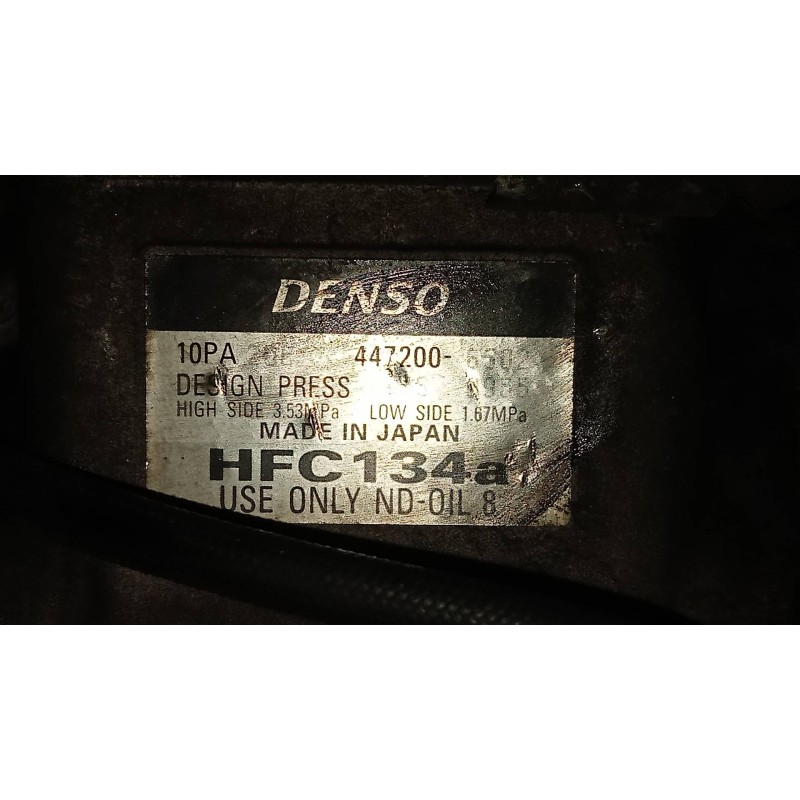 DENSO
10PA 447200-
DESIGN PRESS
HIGH SIDE 3.53MPa LOW SIDE 1.67MPa
MADE IN JAPAN
HFC134a
USE ONLY ND-OIL 8